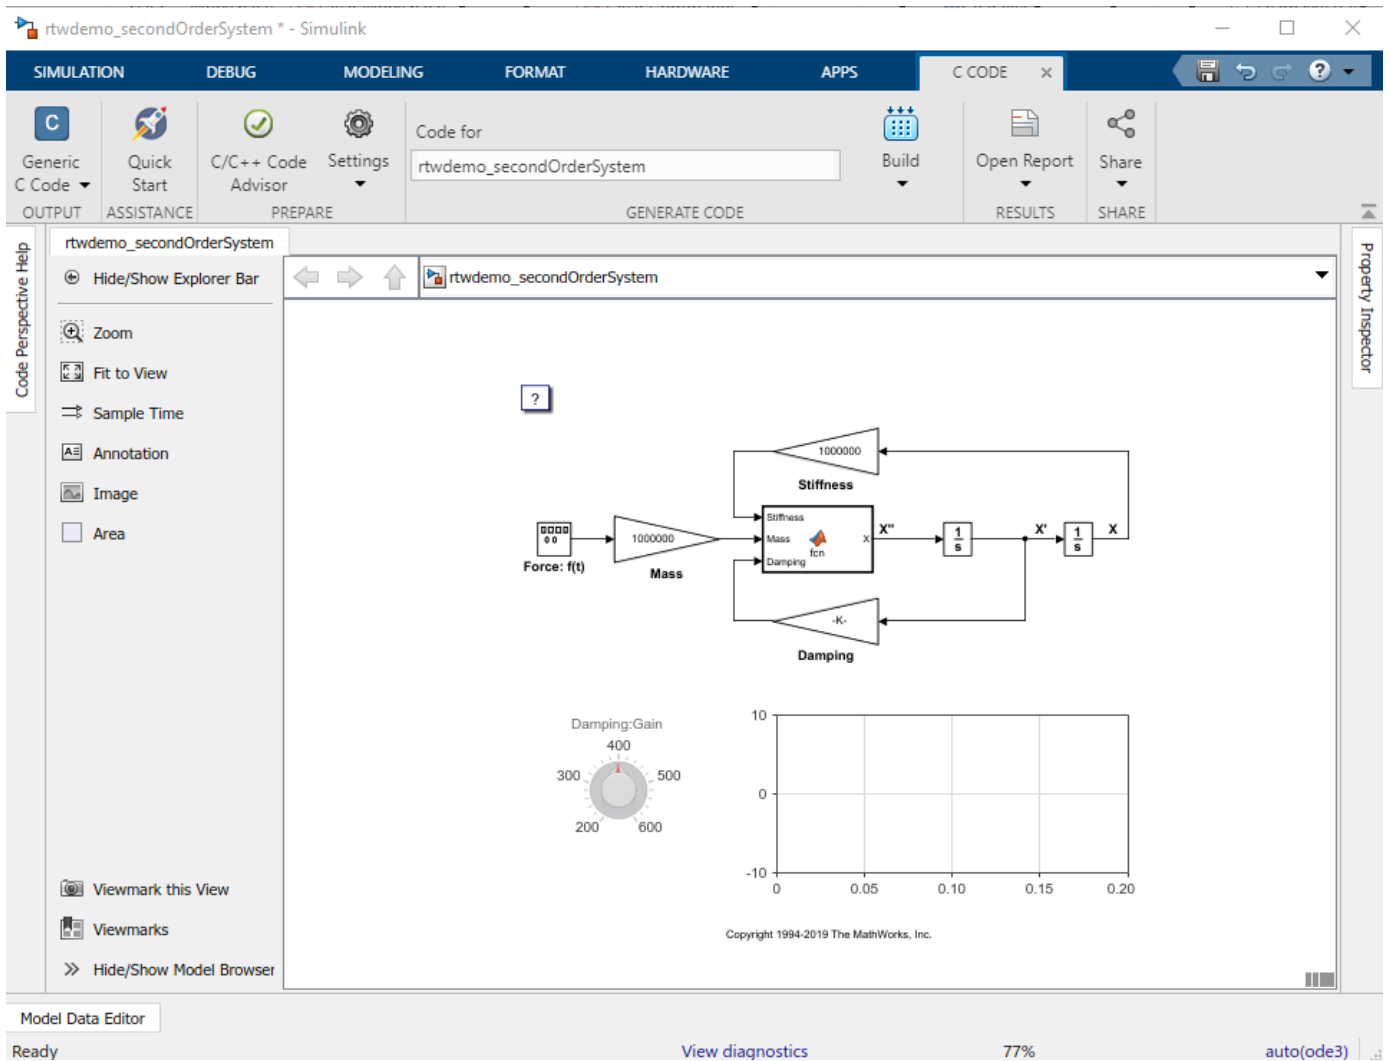 rtwdemo_secondOrderSystem * - Simulink
SIMULATION DEBUG MODELING FORMAT HARDWARE APPS C CODE
C
Generic C Code
Quick Start
C/C++ Code Advisor
Settings
Code for
rtwdemo_secondOrderSystem
Build
Open Report
Share
OUTPUT ASSISTANCE PREPARE GENERATE CODE RESULTS SHARE
Code Perspective Help
rtwdemo_secondOrderSystem
Hide/Show Explorer Bar
rtwdemo_secondOrderSystem
Property Inspector
Zoom
Fit to View
Sample Time
Annotation
Image
Area
?
1000000
Stiffness
Force: f(t)
1000000
Mass
Stiffness
Mass
Damping
fcn
X
X''
1
s
X'
1
s
X
-K-
Damping
Damping:Gain
400
300 500
200 600
10
0
-10
0 0.05 0.10 0.15 0.20
Copyright 1994-2019 The MathWorks, Inc.
Viewmark this View
Viewmarks
Hide/Show Model Browser
Model Data Editor
Ready View diagnostics 77% auto(ode3)